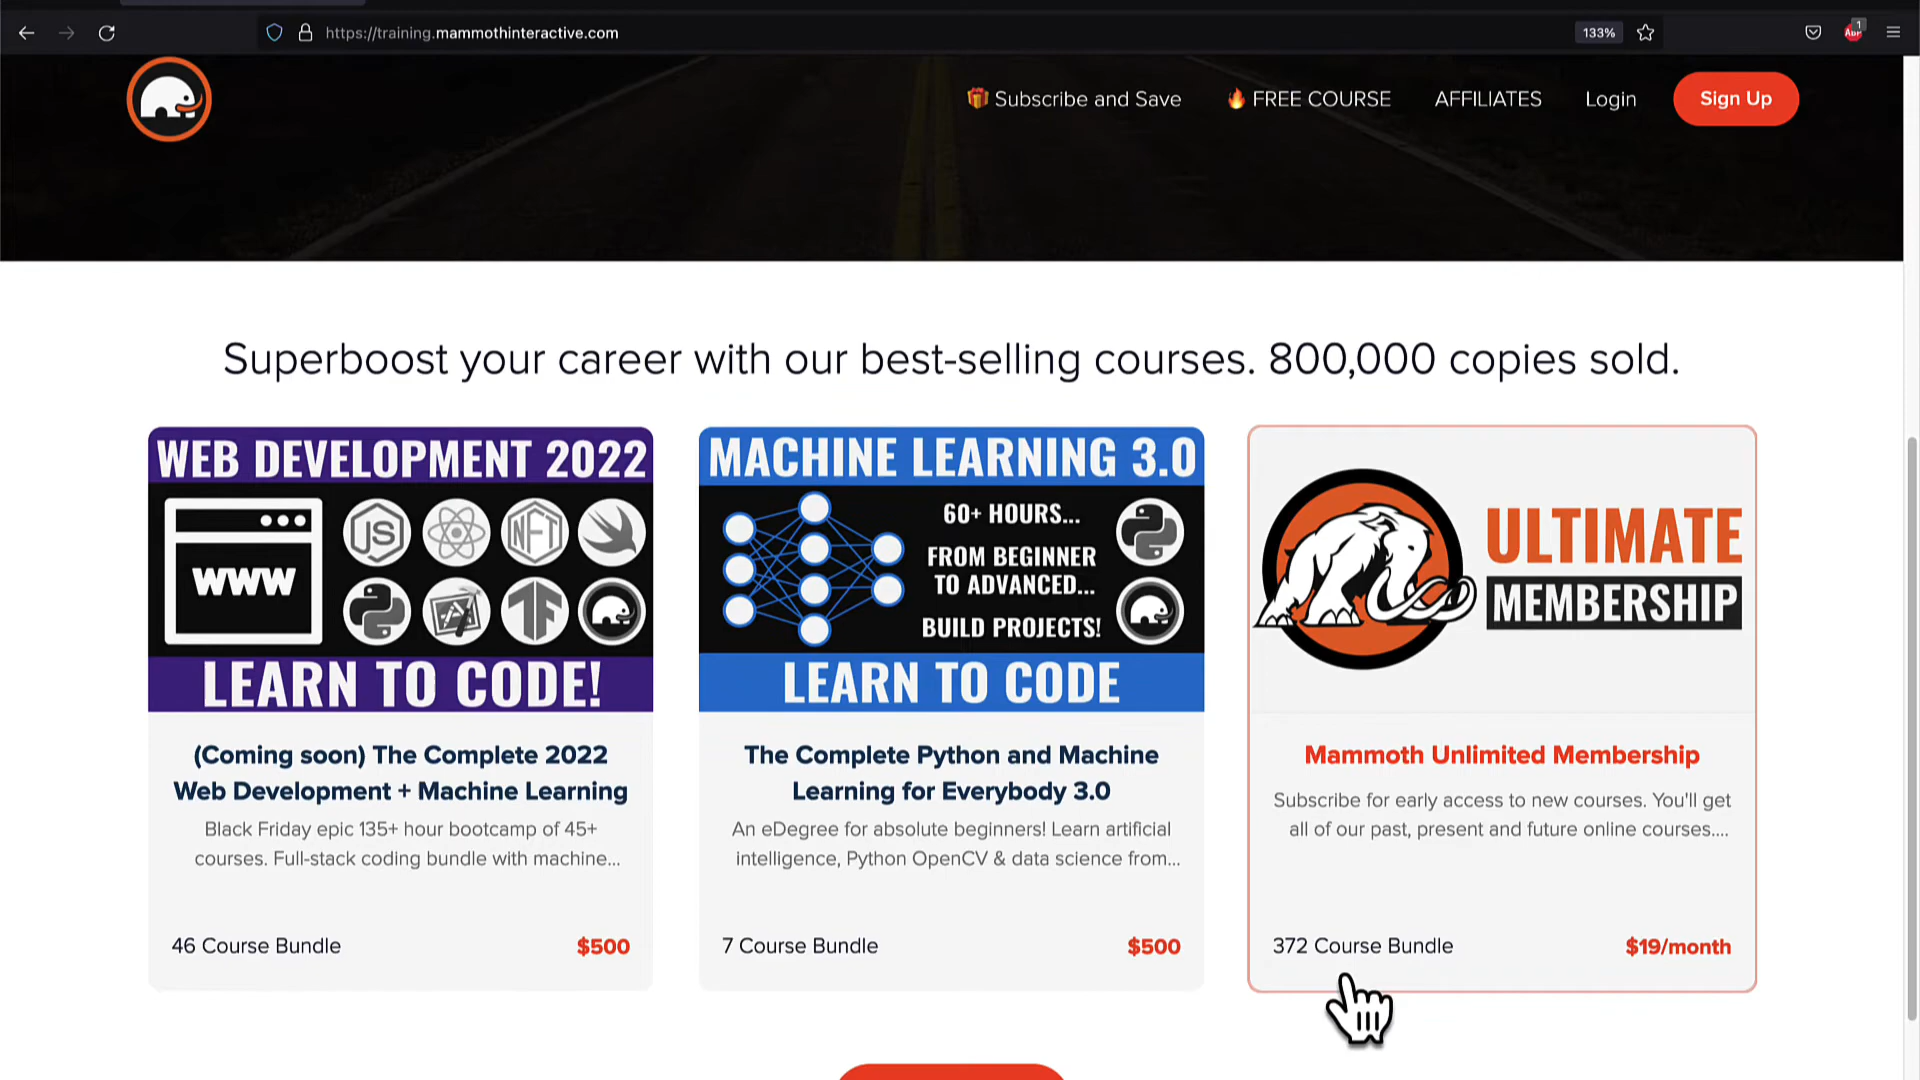 https://training.mammothinteractive.com
133%
ABP
1
🎁 Subscribe and Save
🔥 FREE COURSE
AFFILIATES
Login
Sign Up
Superboost your career with our best-selling courses. 800,000 copies sold.
WEB DEVELOPMENT 2022
WWW
JS
NFT
LEARN TO CODE!
(Coming soon) The Complete 2022
Web Development + Machine Learning
Black Friday epic 135+ hour bootcamp of 45+
courses. Full-stack coding bundle with machine...
46 Course Bundle
$500
MACHINE LEARNING 3.0
60+ HOURS...
FROM BEGINNER
TO ADVANCED...
BUILD PROJECTS!
LEARN TO CODE
The Complete Python and Machine
Learning for Everybody 3.0
An eDegree for absolute beginners! Learn artificial
intelligence, Python OpenCV & data science from...
7 Course Bundle
$500
ULTIMATE
MEMBERSHIP
Mammoth Unlimited Membership
Subscribe for early access to new courses. You'll get
all of our past, present and future online courses....
372 Course Bundle
$19/month